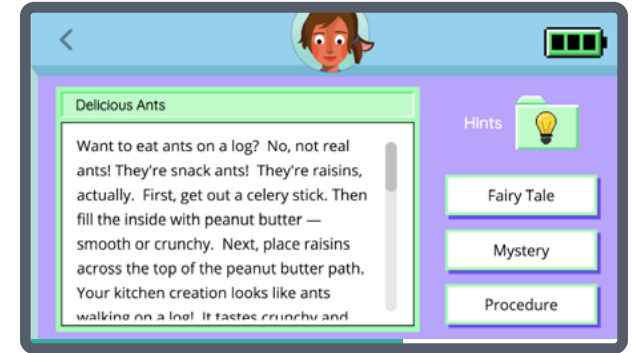 Delicious Ants
Want to eat ants on a log? No, not real
ants! They're snack ants! They're raisins,
actually. First, get out a celery stick. Then
fill the inside with peanut butter —
smooth or crunchy. Next, place raisins
across the top of the peanut butter path.
Your kitchen creation looks like ants
walking on a log! It tastes crunchy and
Hints
Fairy Tale
Mystery
Procedure